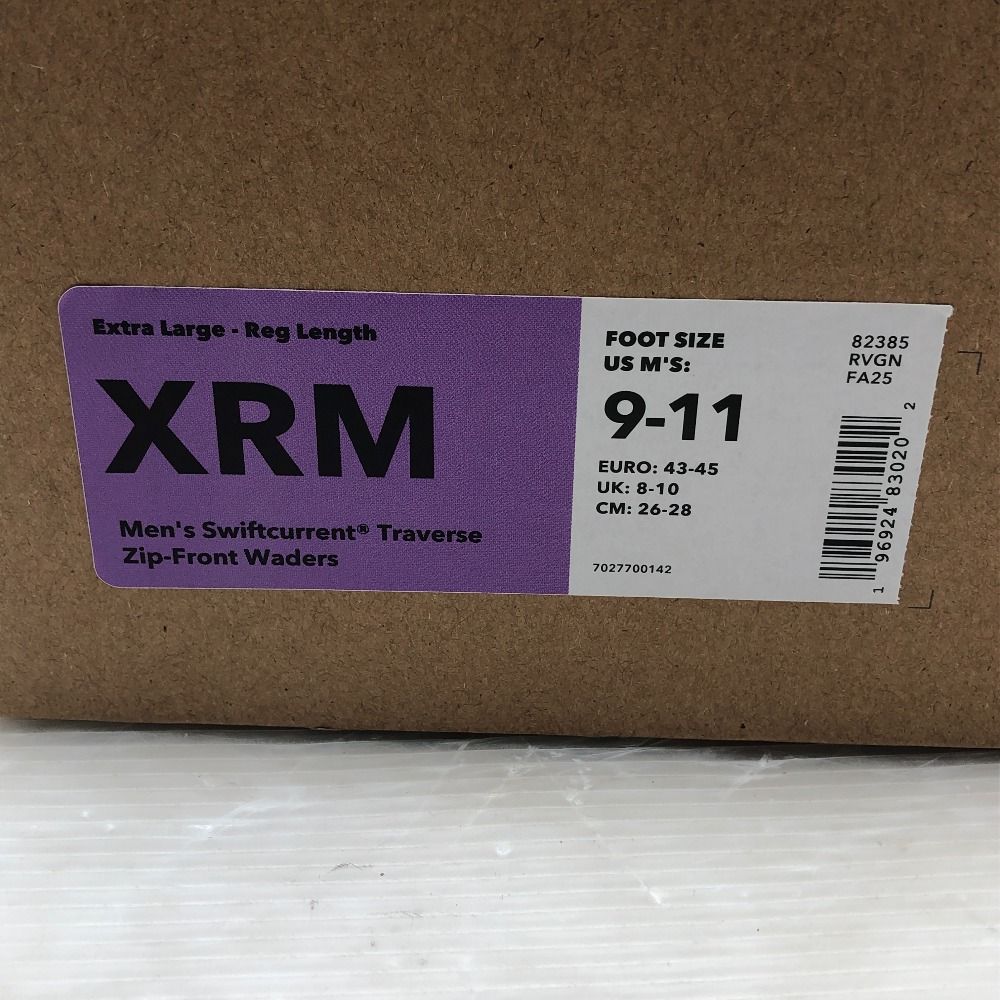 Extra Large - Reg Length
XRM
Men's Swiftcurrent® Traverse
Zip-Front Waders
FOOT SIZE
US M'S:
9-11
EURO: 43-45
UK: 8-10
CM: 26-28
7027700142
82385
RVGN
FA25
1 96924 83020 2